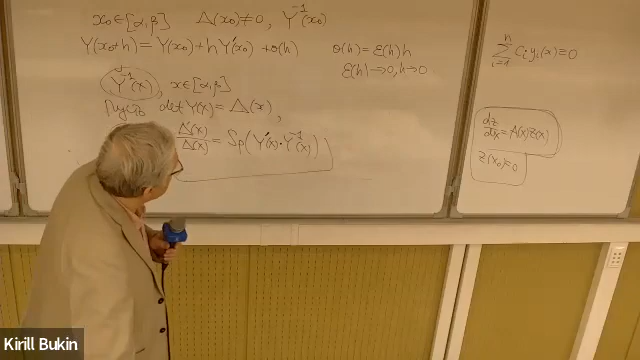 x₀ ∈ [α, β]  Δ(x₀) ≠ 0, Y⁻¹(x₀)
Y(x₀+h) = Y(x₀) + hY'(x₀) + o(h)
o(h) = ε(h)h
ε(h) → 0, h → 0
Y⁻¹(x), x ∈ [α, β]
Пусть det Y(x) = Δ(x),
Δ'(x)/Δ(x) = Sp(Y'(x)·Y⁻¹(x))
∑ᵢ₌₁ⁿ Cᵢ yᵢ(x) = 0
dz/dx = A(x)z(x)
z(x₀) = 0
Kirill Bukin